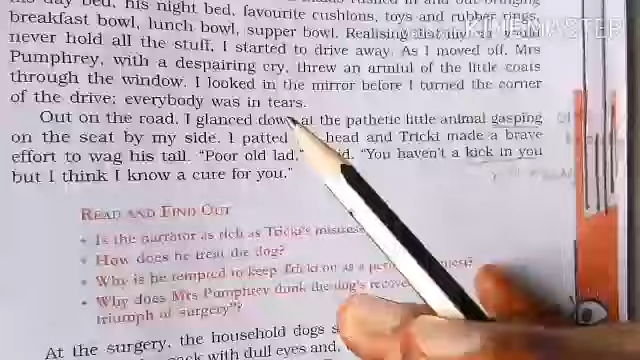 his day bed, his night bed, favourite cushions, toys and rubber rings,
breakfast bowl, lunch bowl, supper bowl. Realising
never hold all the stuff, I started to drive away. As I moved off, Mrs
Pumphrey, with a despairing cry, threw an armful of the little coats
through the window. I looked in the mirror before I turned the corner
of the drive; everybody was in tears.
Out on the road, I glanced down at the pathetic little animal gasping
on the seat by my side. I patted head and Tricki made a brave
effort to wag his tail. “Poor old lad,” “You haven't a kick in you
but I think I know a cure for you.”
READ AND FIND OUT
• Is the narrator as rich as Tricki's mistress
• How does he treat the dog?
• Why is he tempted to keep Tricki on as a
• Why does Mrs Pumphrey think the dog's
triumph of surgery”?
At the surgery, the household dogs
with dull eyes and,
KINEMASTER